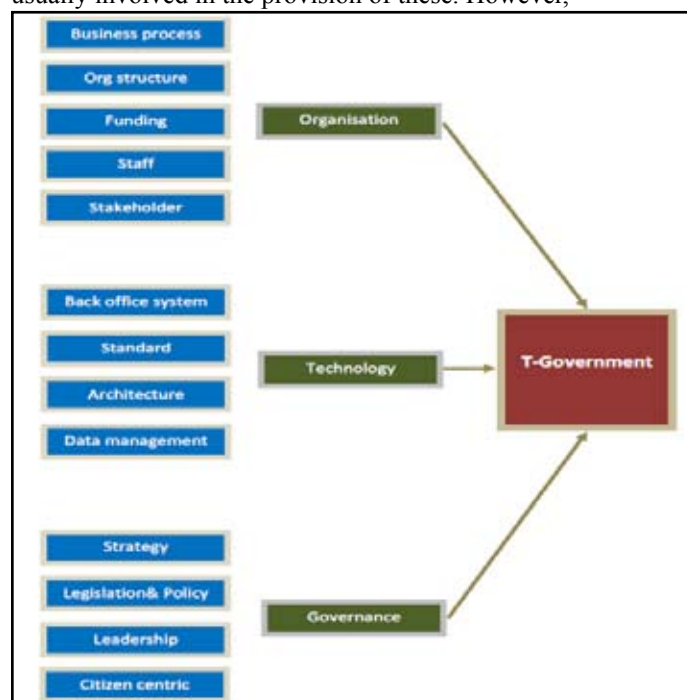 usually involved in the provision of these. However,
Business process
Org structure
Funding
Staff
Stakeholder
Organisation
Back office system
Standard
Architecture
Data management
Technology
T-Government
Strategy
Legislation& Policy
Leadership
Citizen centric
Governance